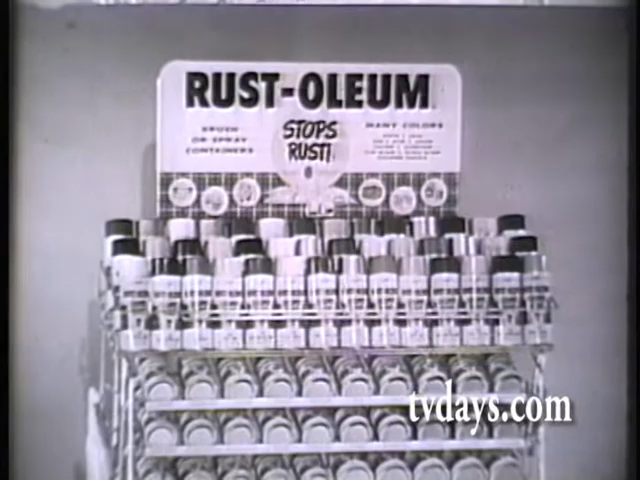 RUST-OLEUM
BRUSH
OR SPRAY
CONTAINERS
STOPS
RUST!
MANY COLORS
tvdays.com